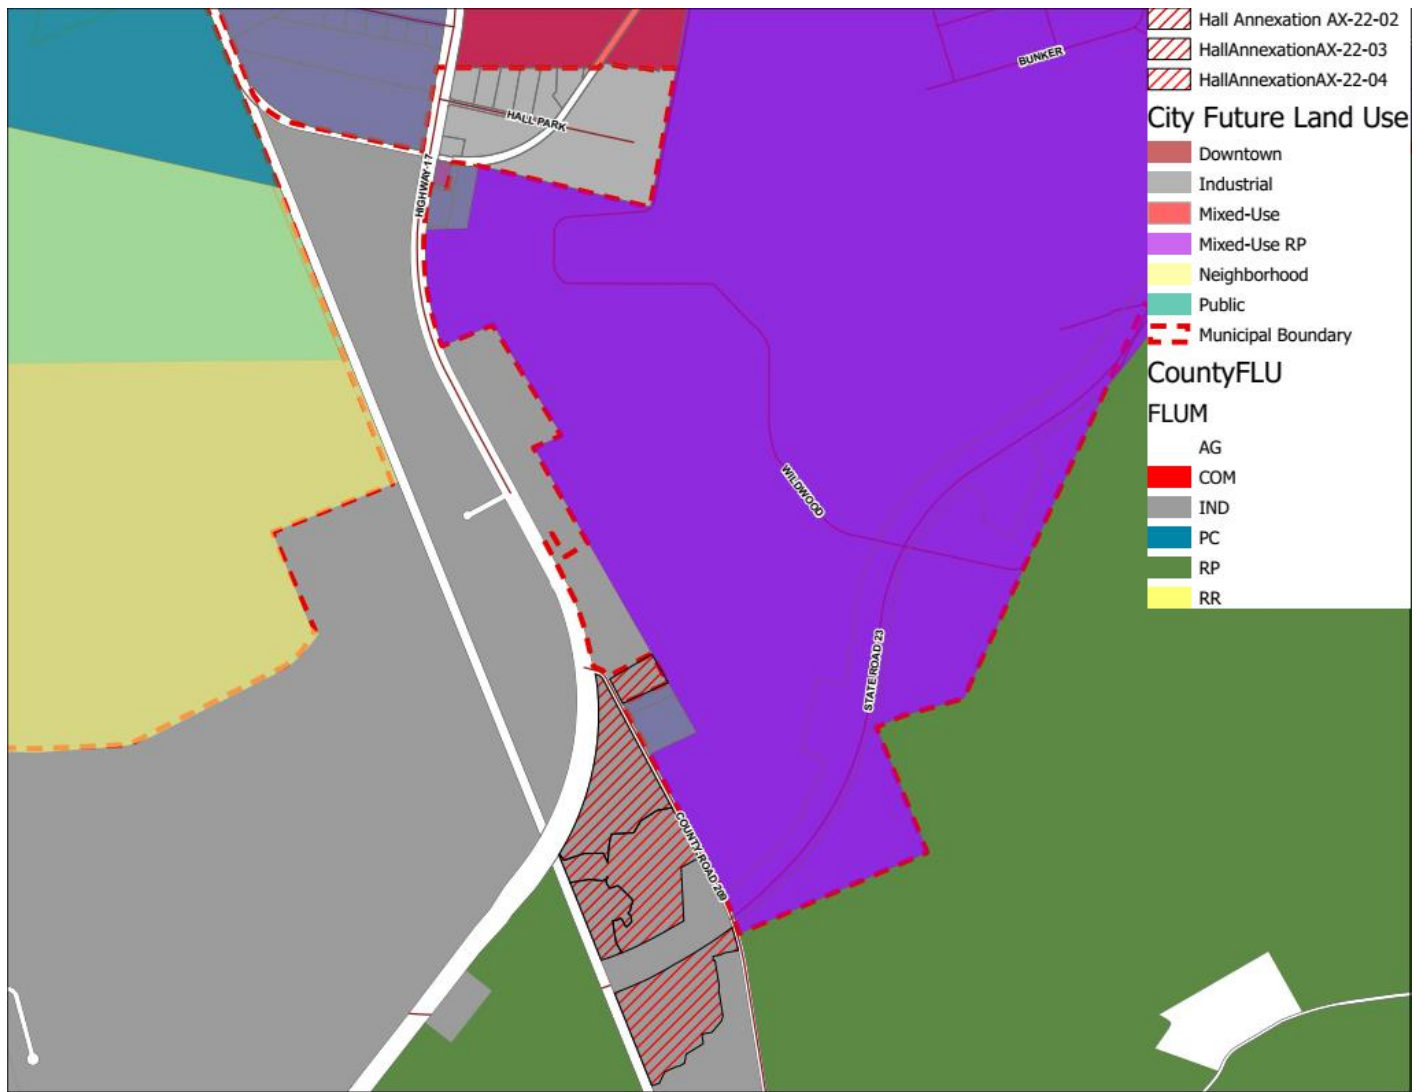 Hall Annexation AX-22-02
HallAnnexationAX-22-03
HallAnnexationAX-22-04
City Future Land Use
Downtown
Industrial
Mixed-Use
Mixed-Use RP
Neighborhood
Public
Municipal Boundary
CountyFLU
FLUM
AG
COM
IND
PC
RP
RR
BUNKER
HALL PARK
HIGHWAY 17
WILDWOOD
STATE ROAD 23
COUNTY ROAD 209